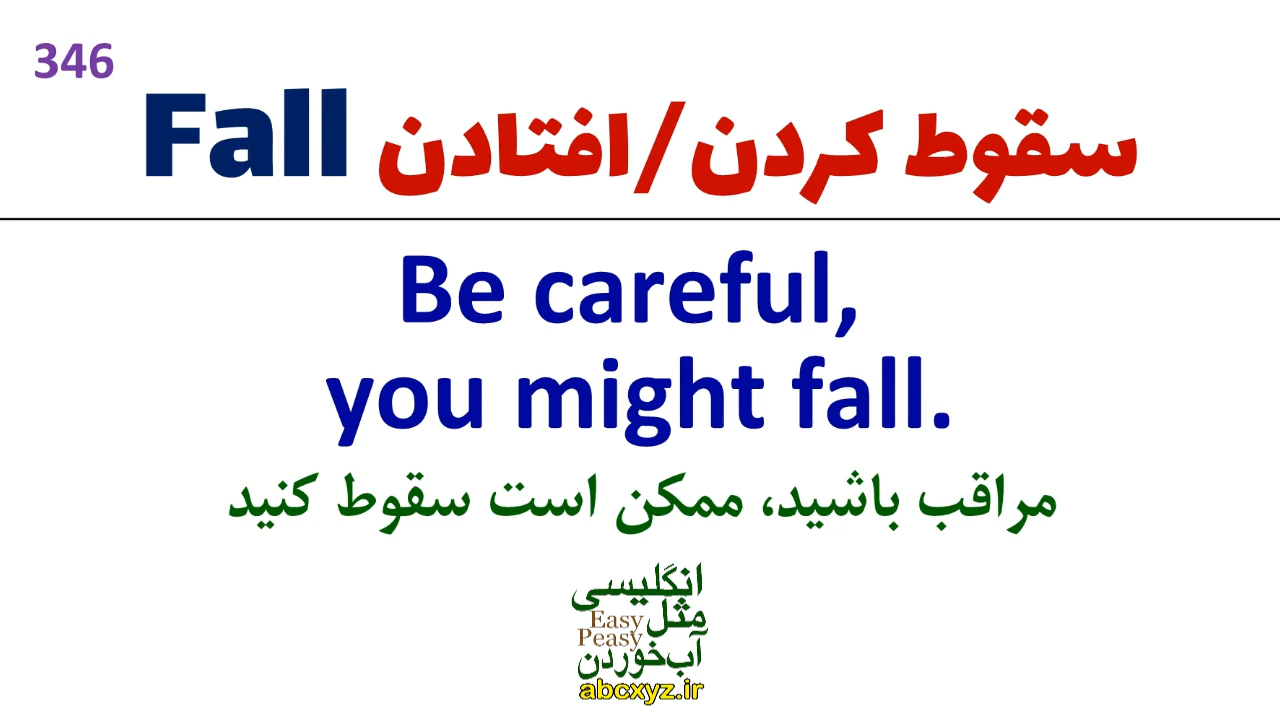 346
Fall سقوط کردن/افتادن
Be careful,
you might fall.
مراقب باشید، ممکن است سقوط کنید
انگلیسی
مثل Easy
Peasy
آب‌خوردن
abcxyz.ir